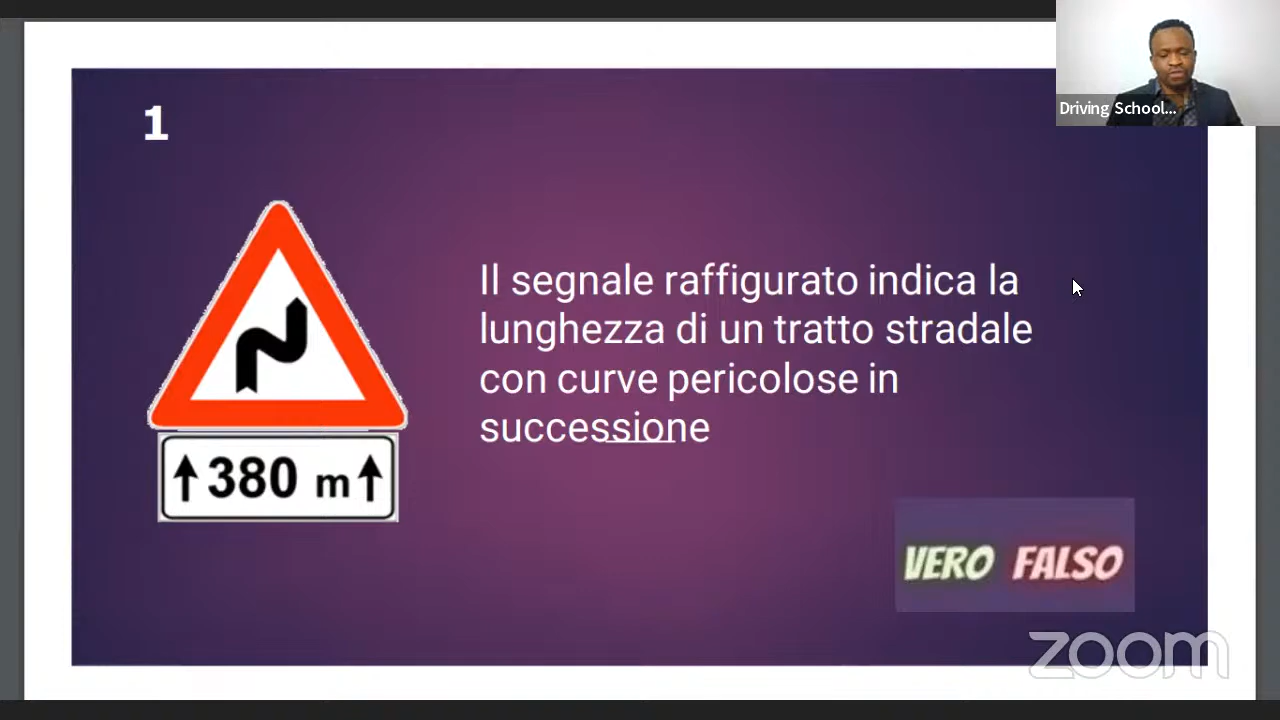 Driving School...
1
Il segnale raffigurato indica la
lunghezza di un tratto stradale
con curve pericolose in
successione
380 m
VERO FALSO
zoom